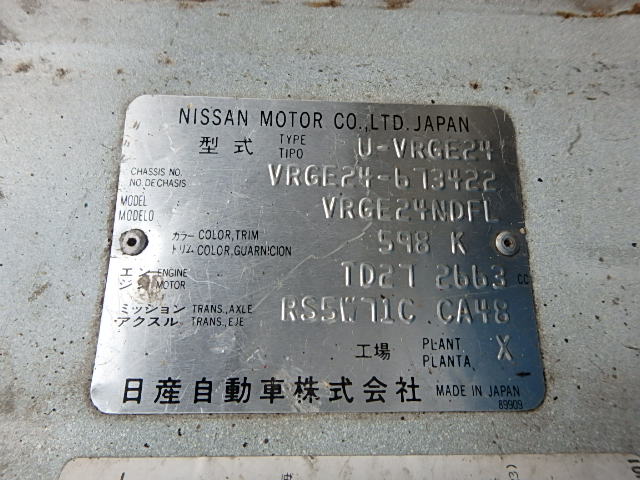 NISSAN MOTOR CO.,LTD. JAPAN
型式 TYPE TIPO U-VRGE24
CHASSIS NO. NO. DE CHASIS VRGE24-673422
MODEL MODELO VRGE24NDFL
カラー COLOR,TRIM
トリム COLOR,GUARNICION 598 K
エンジン ENGINE MOTOR TD27 2663 CC
ミッション TRANS.,AXLE
アクスル TRANS.,EJE RS5W71C CA48
工場 PLANT PLANTA X
日産自動車株式会社 MADE IN JAPAN
89909